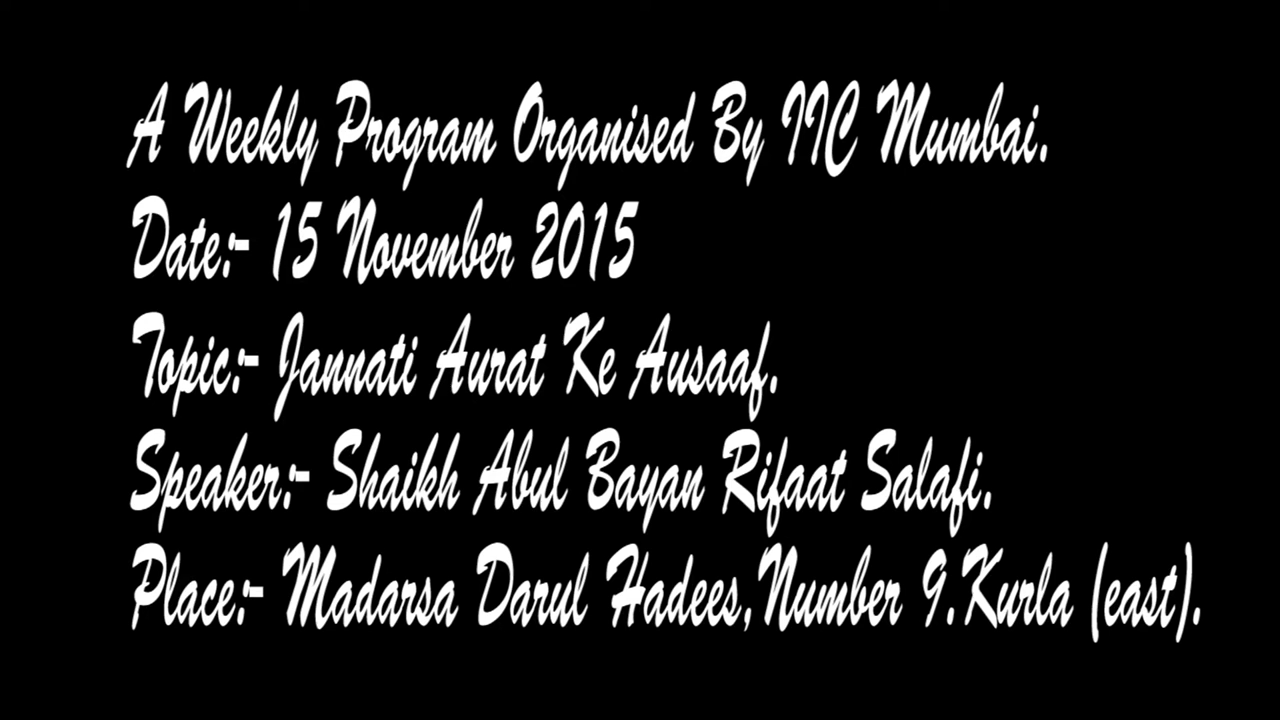 A Weekly Program Organised By IIC Mumbai.
Date:- 15 November 2015
Topic:- Jannati Aurat Ke Ausaaf.
Speaker:- Shaikh Abul Bayan Rifaat Salafi.
Place:- Madarsa Darul Hadees,Number 9.Kurla (east).